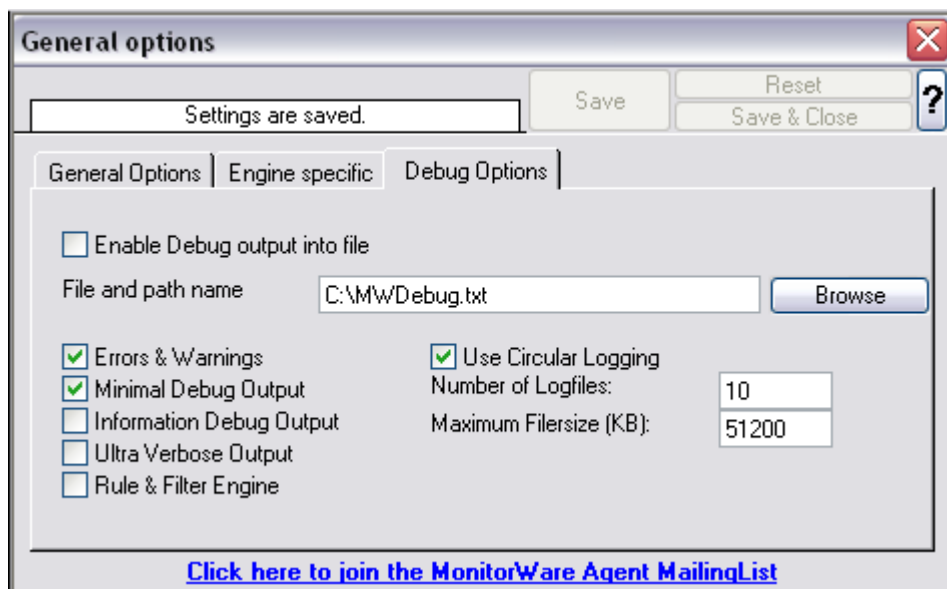 General options
Settings are saved.
Save
Reset
Save & Close
?
General Options
Engine specific
Debug Options
Enable Debug output into file
File and path name
C:\MWDebug.txt
Browse
Errors & Warnings
Minimal Debug Output
Information Debug Output
Ultra Verbose Output
Rule & Filter Engine
Use Circular Logging
Number of Logfiles:
10
Maximum Filersize (KB):
51200
Click here to join the MonitorWare Agent MailingList